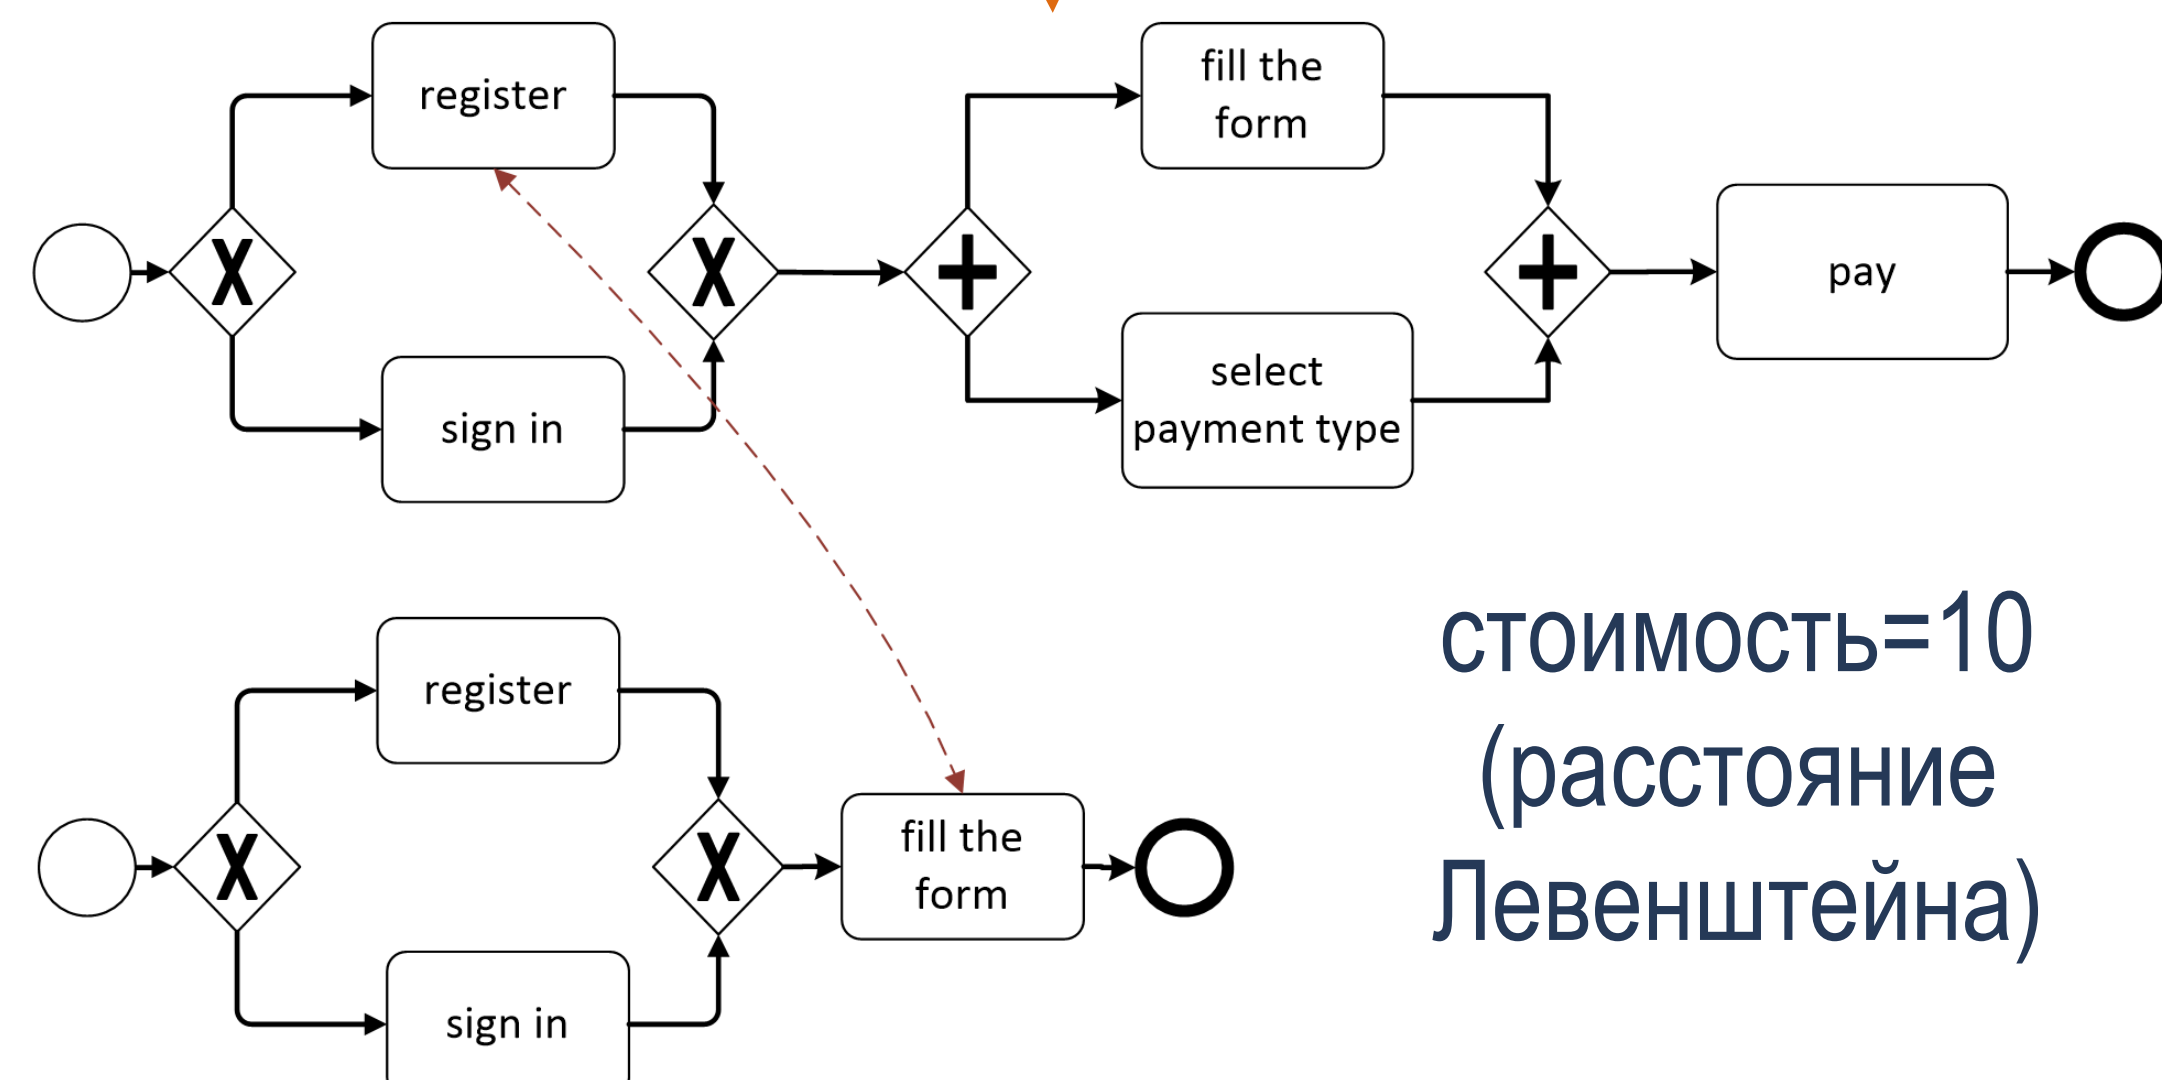 register
fill the
form
X
X
+
+
pay
sign in
select
payment type
register
стоимость=10
(расстояние
Левенштейна)
X
X
fill the
form
sign in